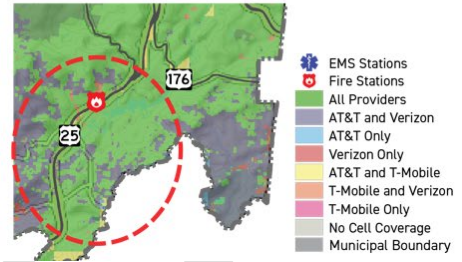 176
25
EMS Stations
Fire Stations
All Providers
AT&T and Verizon
AT&T Only
Verizon Only
AT&T and T-Mobile
T-Mobile and Verizon
T-Mobile Only
No Cell Coverage
Municipal Boundary